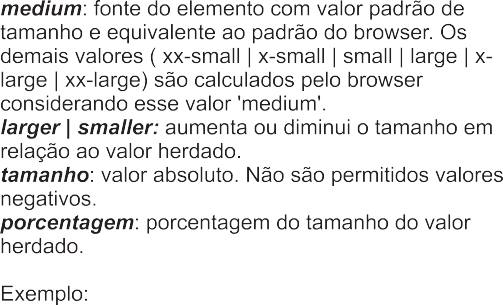 medium: fonte do elemento com valor padrão de
tamanho e equivalente ao padrão do browser. Os
demais valores ( xx-small | x-small | small | large | x-
large | xx-large) são calculados pelo browser
considerando esse valor 'medium'.
larger | smaller: aumenta ou diminui o tamanho em
relação ao valor herdado.
tamanho: valor absoluto. Não são permitidos valores
negativos.
porcentagem: porcentagem do tamanho do valor
herdado.
Exemplo: